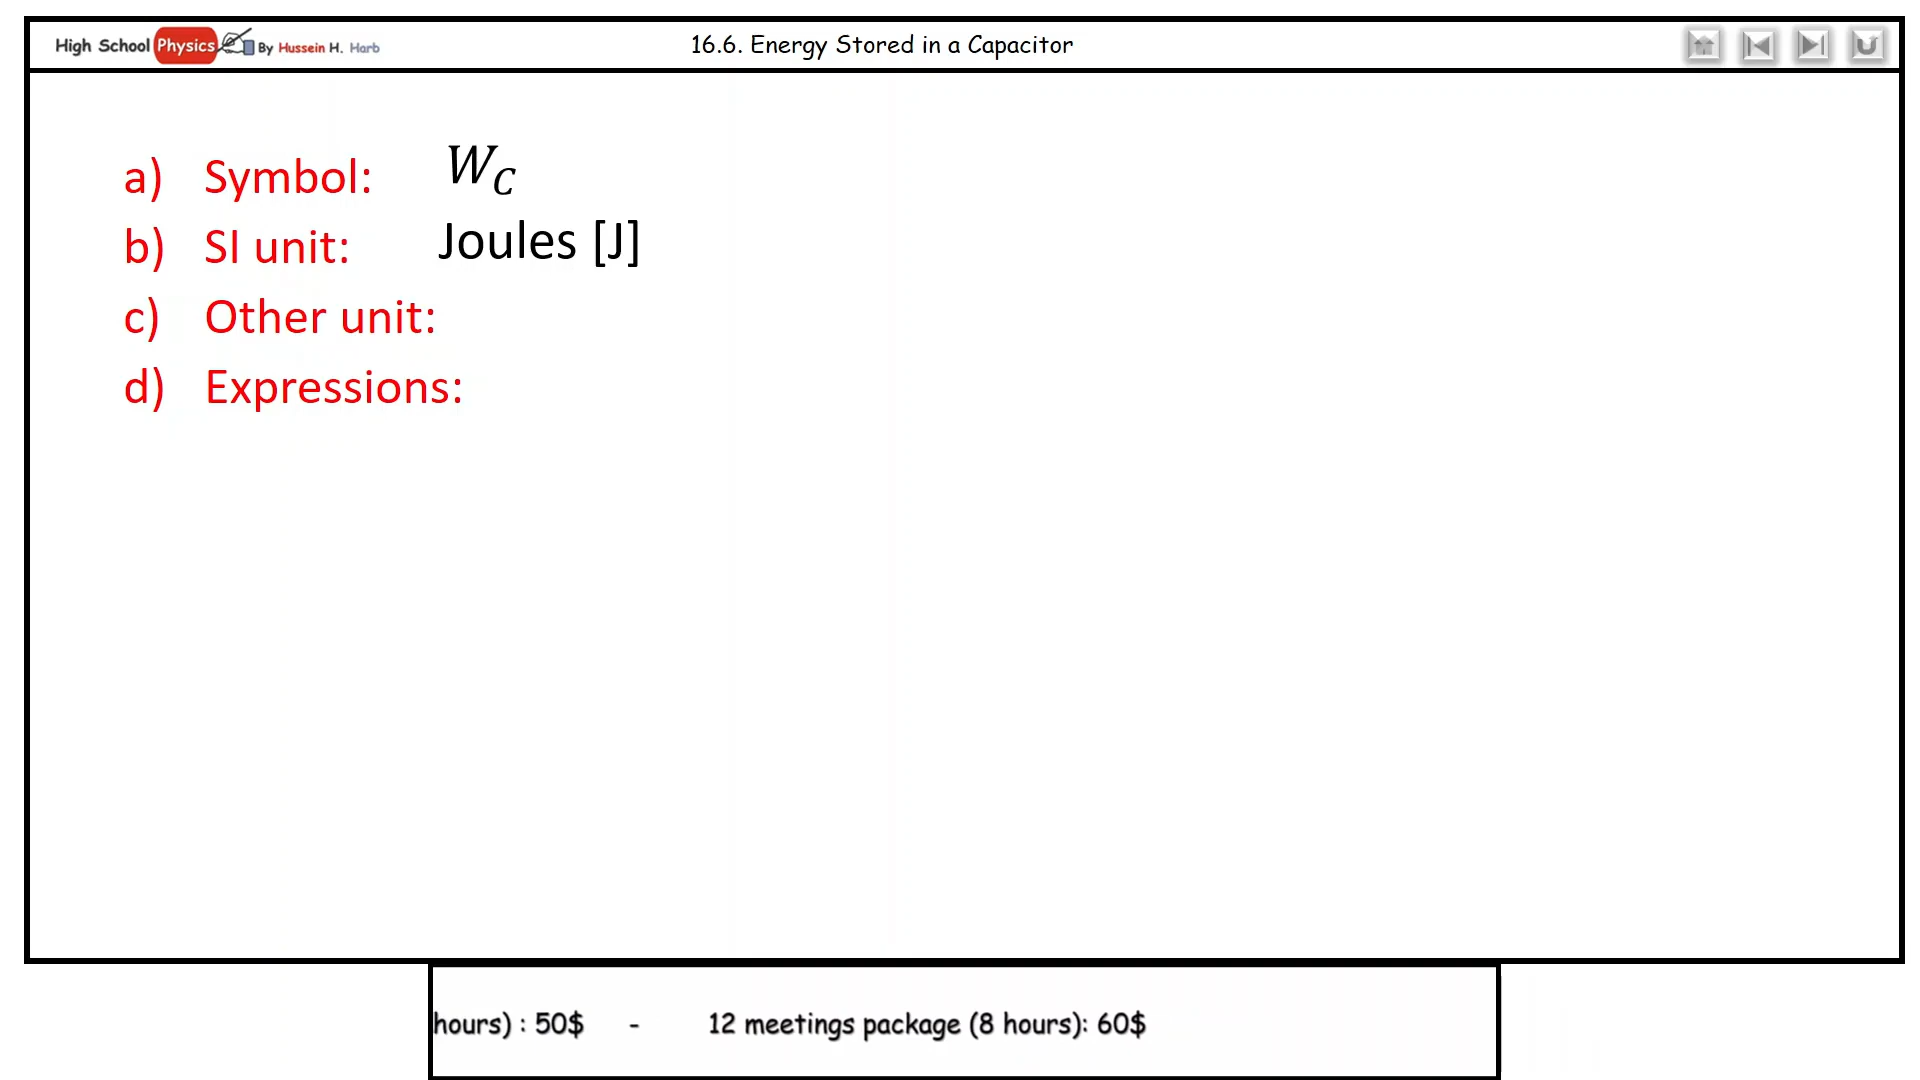 High School Physics By Hussein H. Harb
16.6. Energy Stored in a Capacitor
a) Symbol: W_C
b) SI unit: Joules [J]
c) Other unit:
d) Expressions:
hours) : 50$ - 12 meetings package (8 hours): 60$